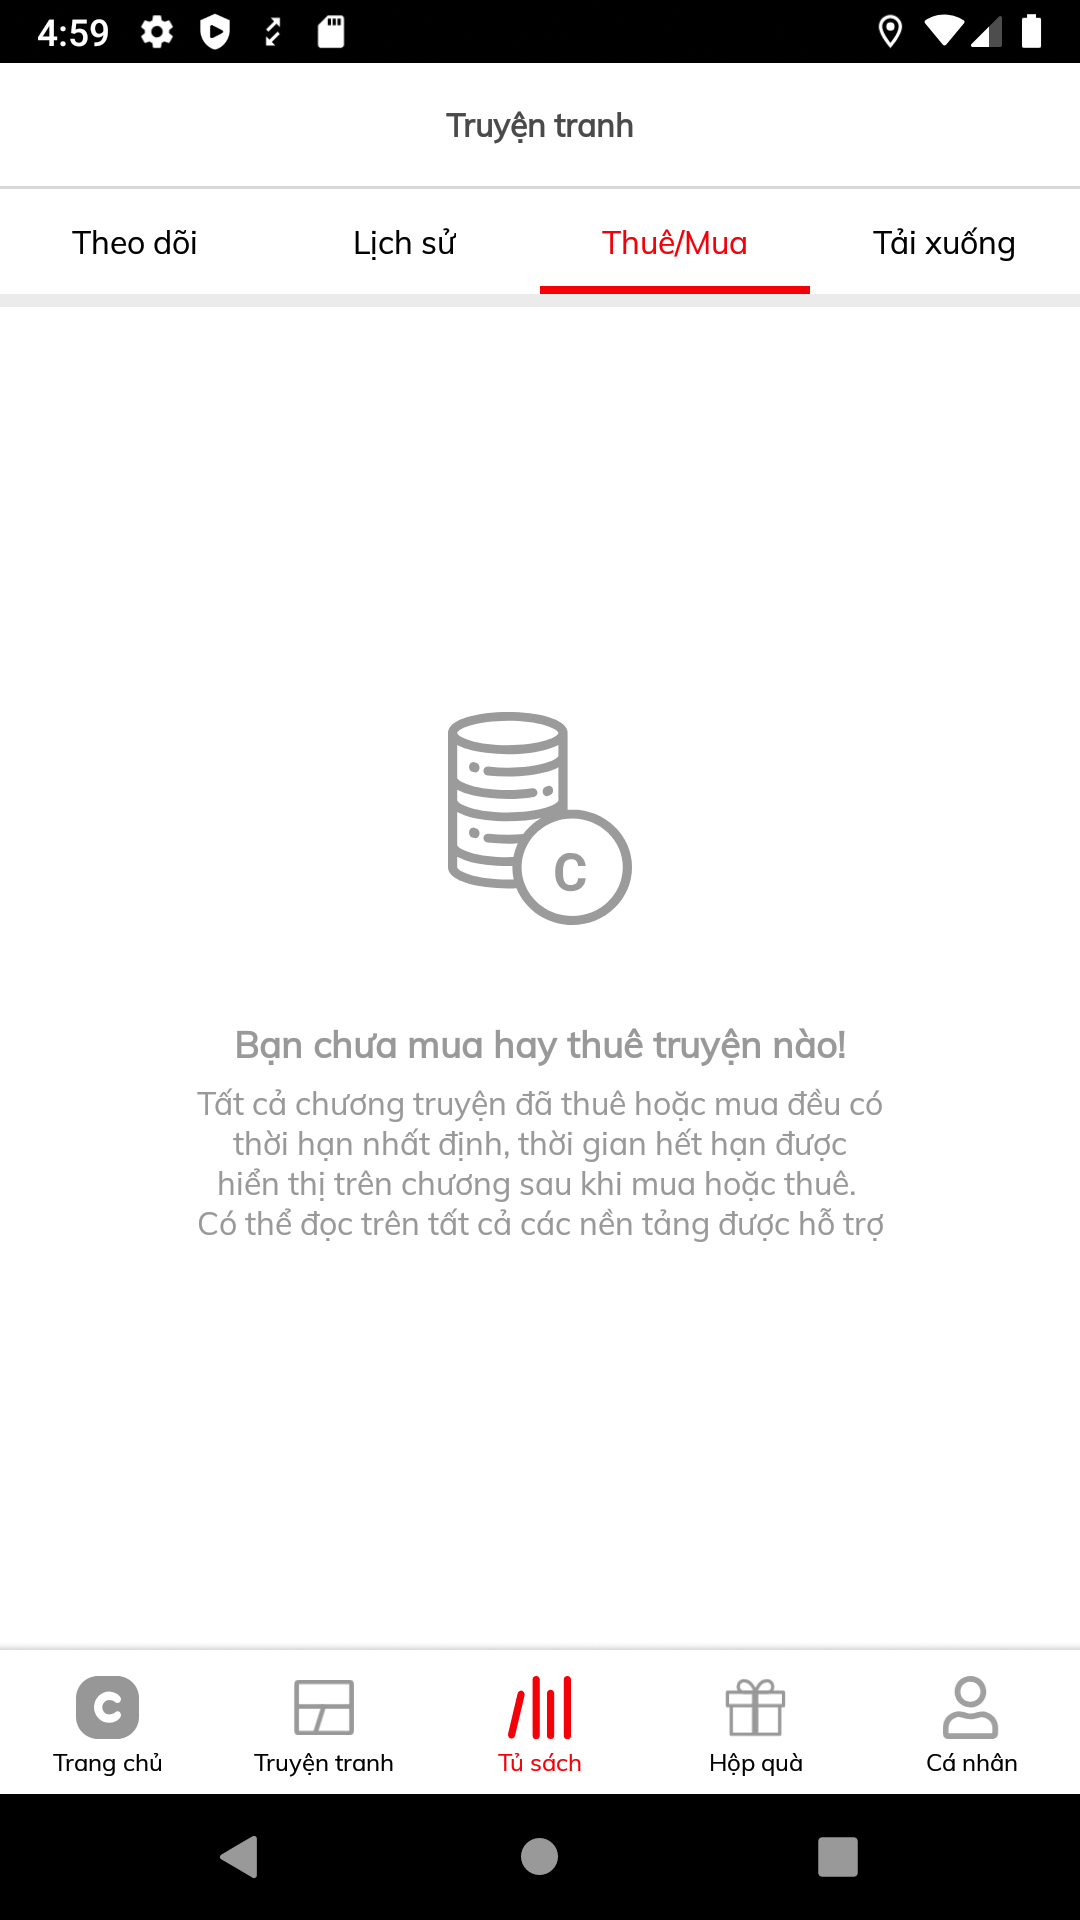 4:59
Truyện tranh
Theo dõi
Lịch sử
Thuê/Mua
Tải xuống
C
Bạn chưa mua hay thuê truyện nào!
Tất cả chương truyện đã thuê hoặc mua đều có
thời hạn nhất định, thời gian hết hạn được
hiển thị trên chương sau khi mua hoặc thuê.
Có thể đọc trên tất cả các nền tảng được hỗ trợ
C
Trang chủ
Truyện tranh
Tủ sách
Hộp quà
Cá nhân